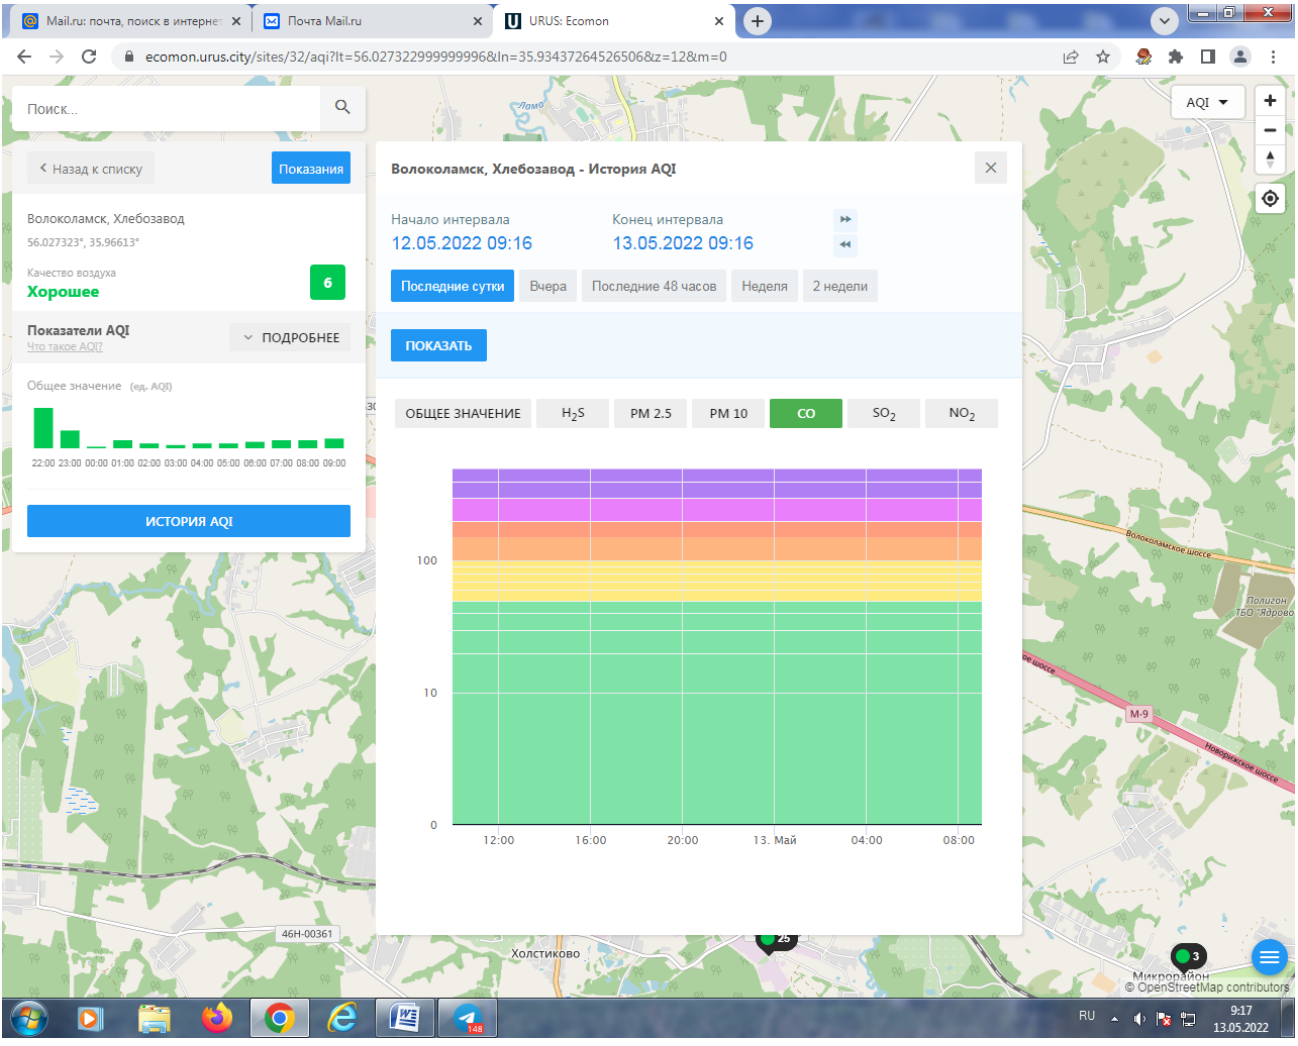 Mail.ru: почта, поиск в интернет
Почта Mail.ru
URUS: Ecomon
ecomon.urus.city/sites/32/aqi?lt=56.027322999999996&ln=35.93437264526506&z=12&m=0
Поиск...
AQI
Лама
Назад к списку
Показания
Волоколамск, Хлебозавод
56.027323°, 35.96613°
Качество воздуха
Хорошее
6
Показатели AQI
Что такое AQI?
ПОДРОБНЕЕ
Общее значение (ед. AQI)
22:00 23:00 00:00 01:00 02:00 03:00 04:00 05:00 06:00 07:00 08:00 09:00
ИСТОРИЯ AQI
Волоколамск, Хлебозавод - История AQI
Начало интервала
Конец интервала
12.05.2022 09:16
13.05.2022 09:16
Последние сутки
Вчера
Последние 48 часов
Неделя
2 недели
ПОКАЗАТЬ
ОБЩЕЕ ЗНАЧЕНИЕ
H2S
PM 2.5
PM 10
CO
SO2
NO2
100
10
0
12:00
16:00
20:00
13. Май
04:00
08:00
Волоколамское шоссе
Полигон
ТБО "Ядрово
ое шоссе
М-9
Новорижское шоссе
46Н-00361
Холстиково
25
3
Микрорайон
© OpenStreetMap contributors
148
RU
9:17
13.05.2022